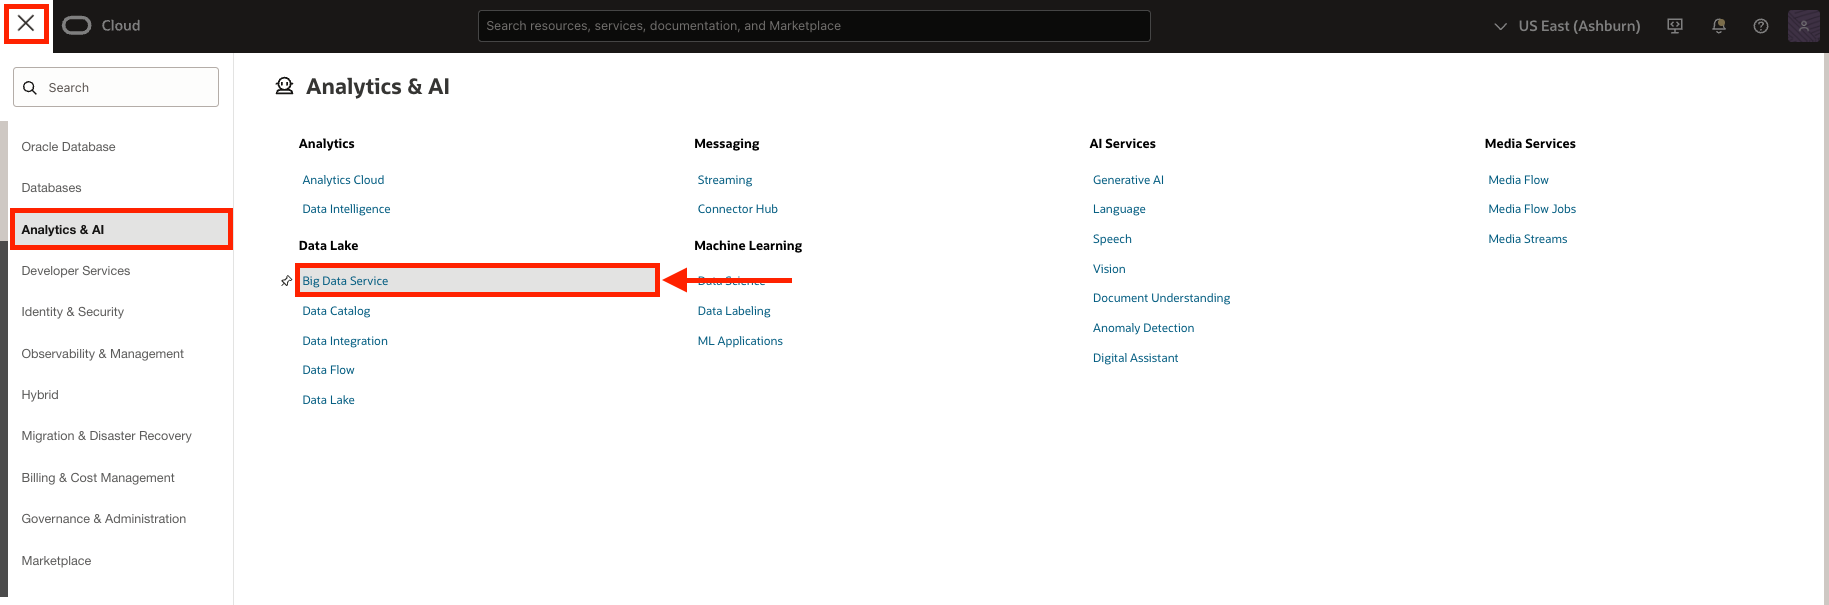 Cloud
Search resources, services, documentation, and Marketplace
US East (Ashburn)
Search
Oracle Database
Databases
Analytics & AI
Developer Services
Identity & Security
Observability & Management
Hybrid
Migration & Disaster Recovery
Billing & Cost Management
Governance & Administration
Marketplace
Analytics & AI
Analytics
Analytics Cloud
Data Intelligence
Data Lake
Big Data Service
Data Catalog
Data Integration
Data Flow
Data Lake
Messaging
Streaming
Connector Hub
Machine Learning
Data Science
Data Labeling
ML Applications
AI Services
Generative AI
Language
Speech
Vision
Document Understanding
Anomaly Detection
Digital Assistant
Media Services
Media Flow
Media Flow Jobs
Media Streams